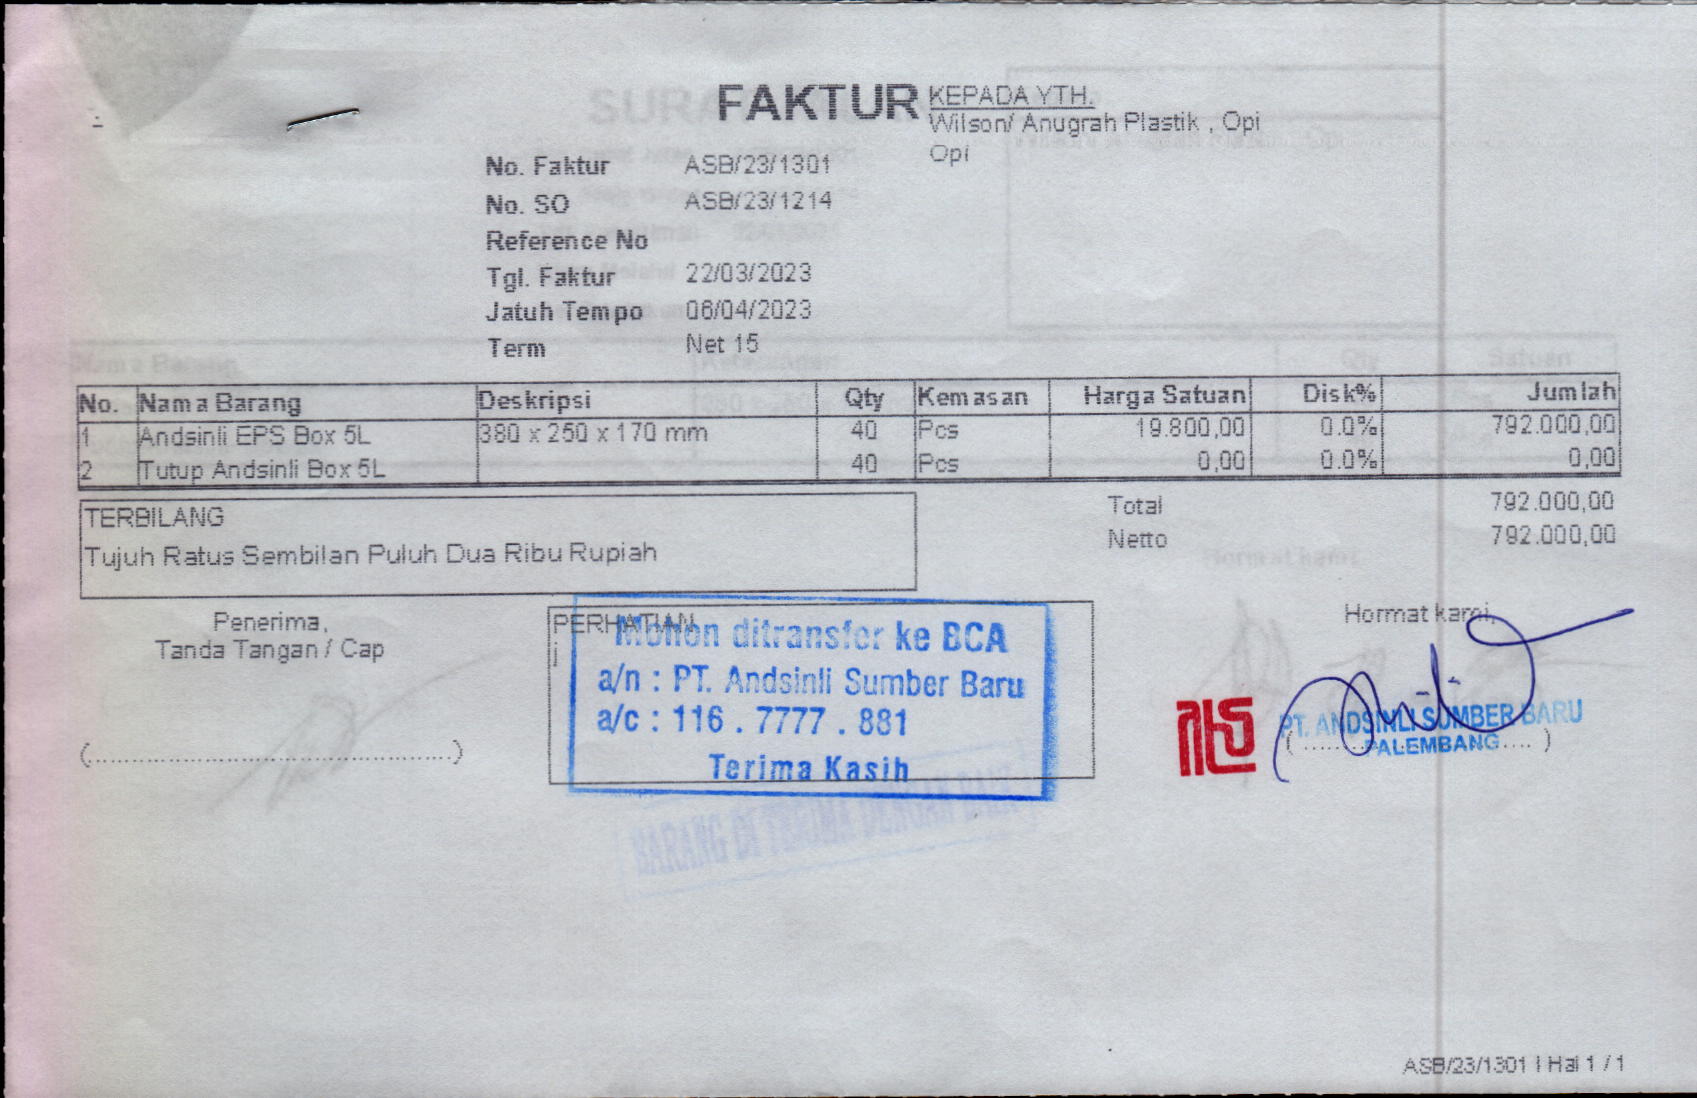 FAKTUR
KEPADA YTH.
Wilson/ Anugrah Plastik , Opi
Opi
No. Faktur ASB/23/1301
No. SO ASB/23/1214
Reference No
Tgl. Faktur 22/03/2023
Jatuh Tempo 06/04/2023
Term Net 15
No. Nama Barang Deskripsi Qty Kemasan Harga Satuan Disk% Jumlah
1 Andsinli EPS Box 5L 380 x 250 x 170 mm 40 Pcs 19.800,00 0.0% 792.000,00
2 Tutup Andsinli Box 5L 40 Pcs 0,00 0.0% 0,00
Total 792.000,00
Netto 792.000,00
TERBILANG
Tujuh Ratus Sembilan Puluh Dua Ribu Rupiah
Penerima,
Tanda Tangan / Cap
PERHATIAN
Mohon ditransfer ke BCA
a/n : PT. Andsinli Sumber Baru
a/c : 116 . 7777 . 881
Terima Kasih
BARANG DI TERIMA DENGAN BAIK
Hormat kami,
PT. ANDSINLI SUMBER BARU
PALEMBANG
ASB/23/1301 | Hal 1 / 1